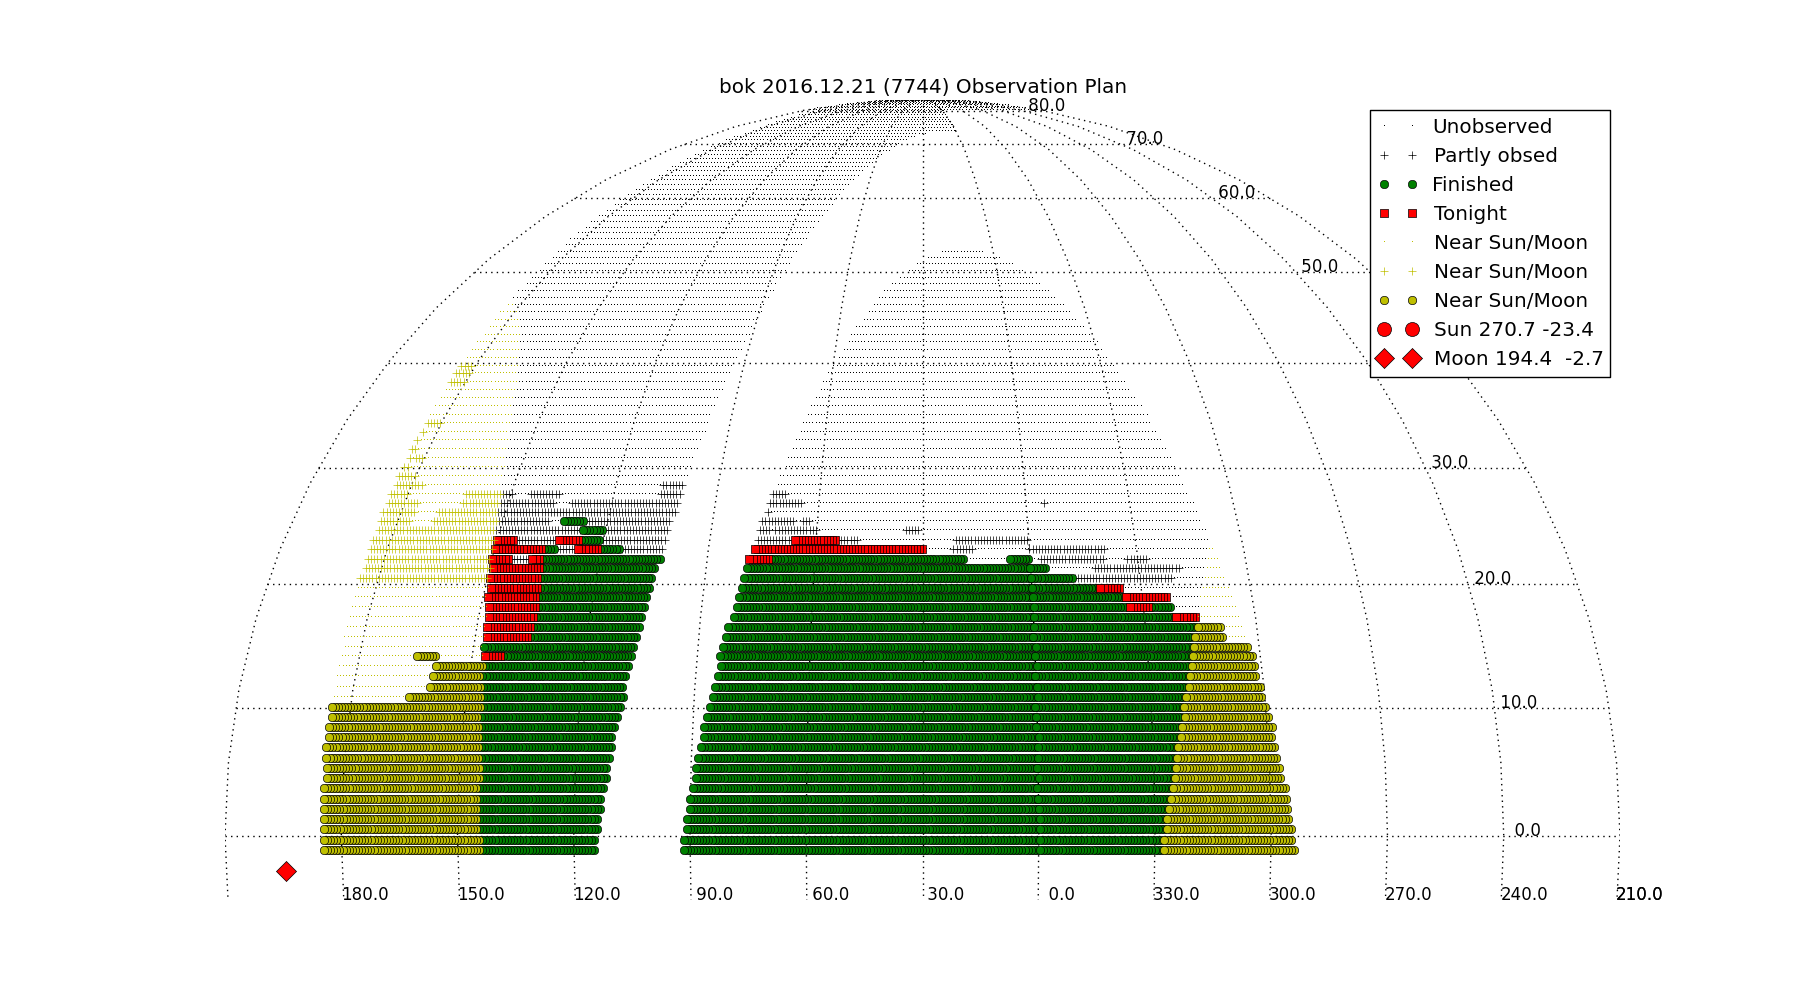 bok 2016.12.21 (7744) Observation Plan
80.0
70.0
60.0
50.0
30.0
20.0
10.0
0.0
Unobserved
Partly obsed
Finished
Tonight
Near Sun/Moon
Near Sun/Moon
Near Sun/Moon
Sun 270.7 -23.4
Moon 194.4 -2.7
180.0 150.0 120.0 90.0 60.0 30.0 0.0 330.0 300.0 270.0 240.0 210.0